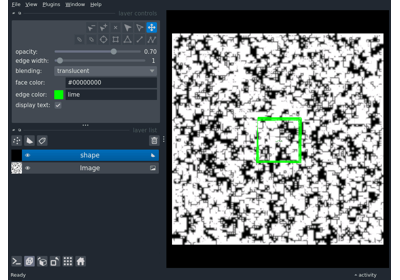 File View Plugins Window Help
layer controls
opacity: 0.70
edge width: 1
blending: translucent
face color: #00000000
edge color: lime
display text:
layer list
shape
Image
Ready
activity